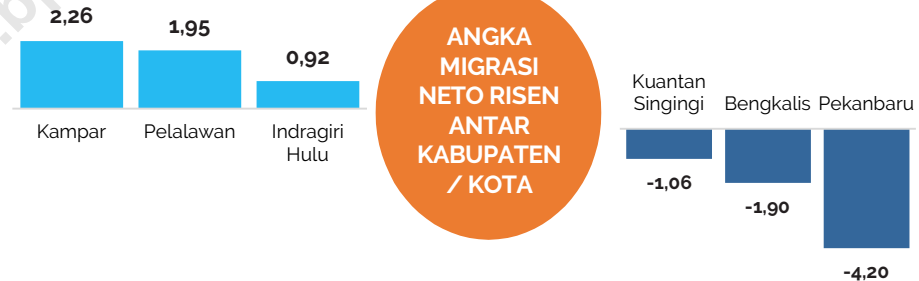 2,26
1,95
0,92
Kampar
Pelalawan
Indragiri
Hulu
ANGKA
MIGRASI
NETO RISEN
ANTAR
KABUPATEN
/ KOTA
Kuantan
Singingi
Bengkalis
Pekanbaru
-1,06
-1,90
-4,20